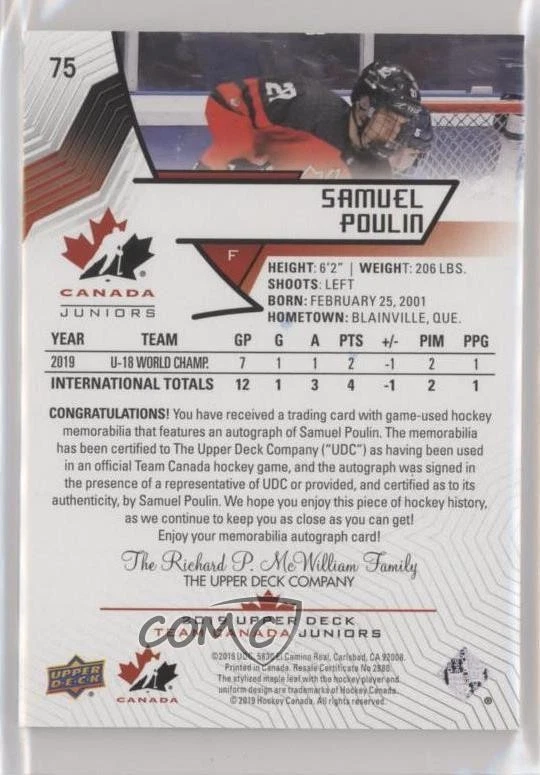 75
21
SAMUEL
POULIN
F
CANADA
JUNIORS
HEIGHT: 6'2" | WEIGHT: 206 LBS.
SHOOTS: LEFT
BORN: FEBRUARY 25, 2001
HOMETOWN: BLAINVILLE, QUE.
YEAR TEAM GP G A PTS +/- PIM PPG
2019 U-18 WORLD CHAMP. 7 1 1 2 -1 2 1
INTERNATIONAL TOTALS 12 1 3 4 -1 2 1
CONGRATULATIONS! You have received a trading card with game-used hockey
memorabilia that features an autograph of Samuel Poulin. The memorabilia
has been certified to The Upper Deck Company ("UDC") as having been used
in an official Team Canada hockey game, and the autograph was signed in
the presence of a representative of UDC or provided, and certified as to its
authenticity, by Samuel Poulin. We hope you enjoy this piece of hockey history,
as we continue to keep you as close as you can get!
Enjoy your memorabilia autograph card!
The Richard P. McWilliam Family
THE UPPER DECK COMPANY
2019 UPPER DECK
TEAM CANADA JUNIORS
COMC
©2019 UDC, 5830 El Camino Real, Carlsbad, CA 92008.
Printed in Canada. Resale Certificate No 2980.
The stylized maple leaf with the hockey player and
uniform design are trademarks of Hockey Canada.
©2019 Hockey Canada. All rights reserved.
UPPER
DECK
CANADA
®